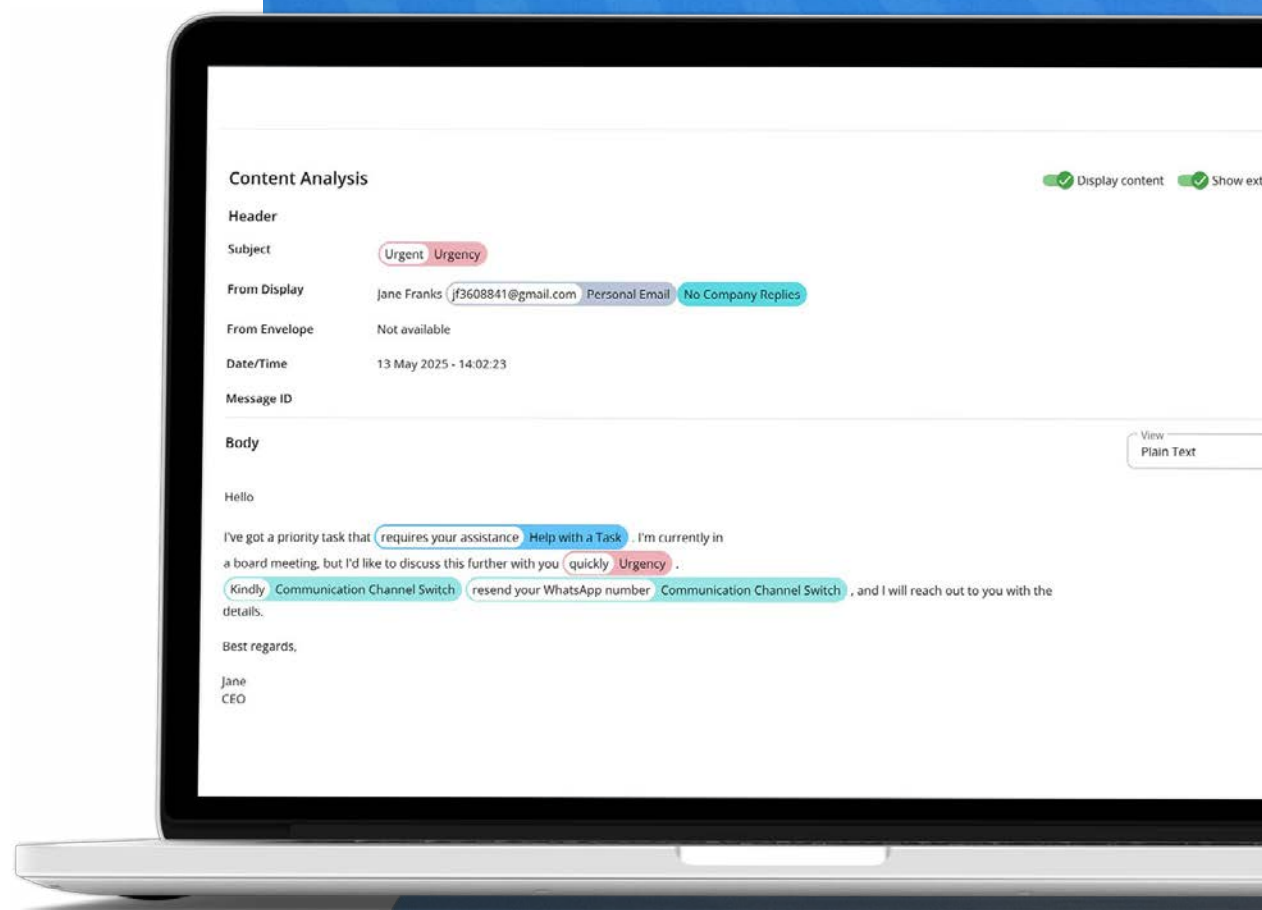 Content Analysis
Display content Show ext
Header
Subject Urgent Urgency
From Display Jane Franks jf3608841@gmail.com Personal Email No Company Replies
From Envelope Not available
Date/Time 13 May 2025 - 14:02:23
Message ID
Body
View
Plain Text
Hello
I've got a priority task that requires your assistance Help with a Task . I'm currently in
a board meeting, but I'd like to discuss this further with you quickly Urgency .
Kindly Communication Channel Switch resend your WhatsApp number Communication Channel Switch , and I will reach out to you with the
details.
Best regards,
Jane
CEO